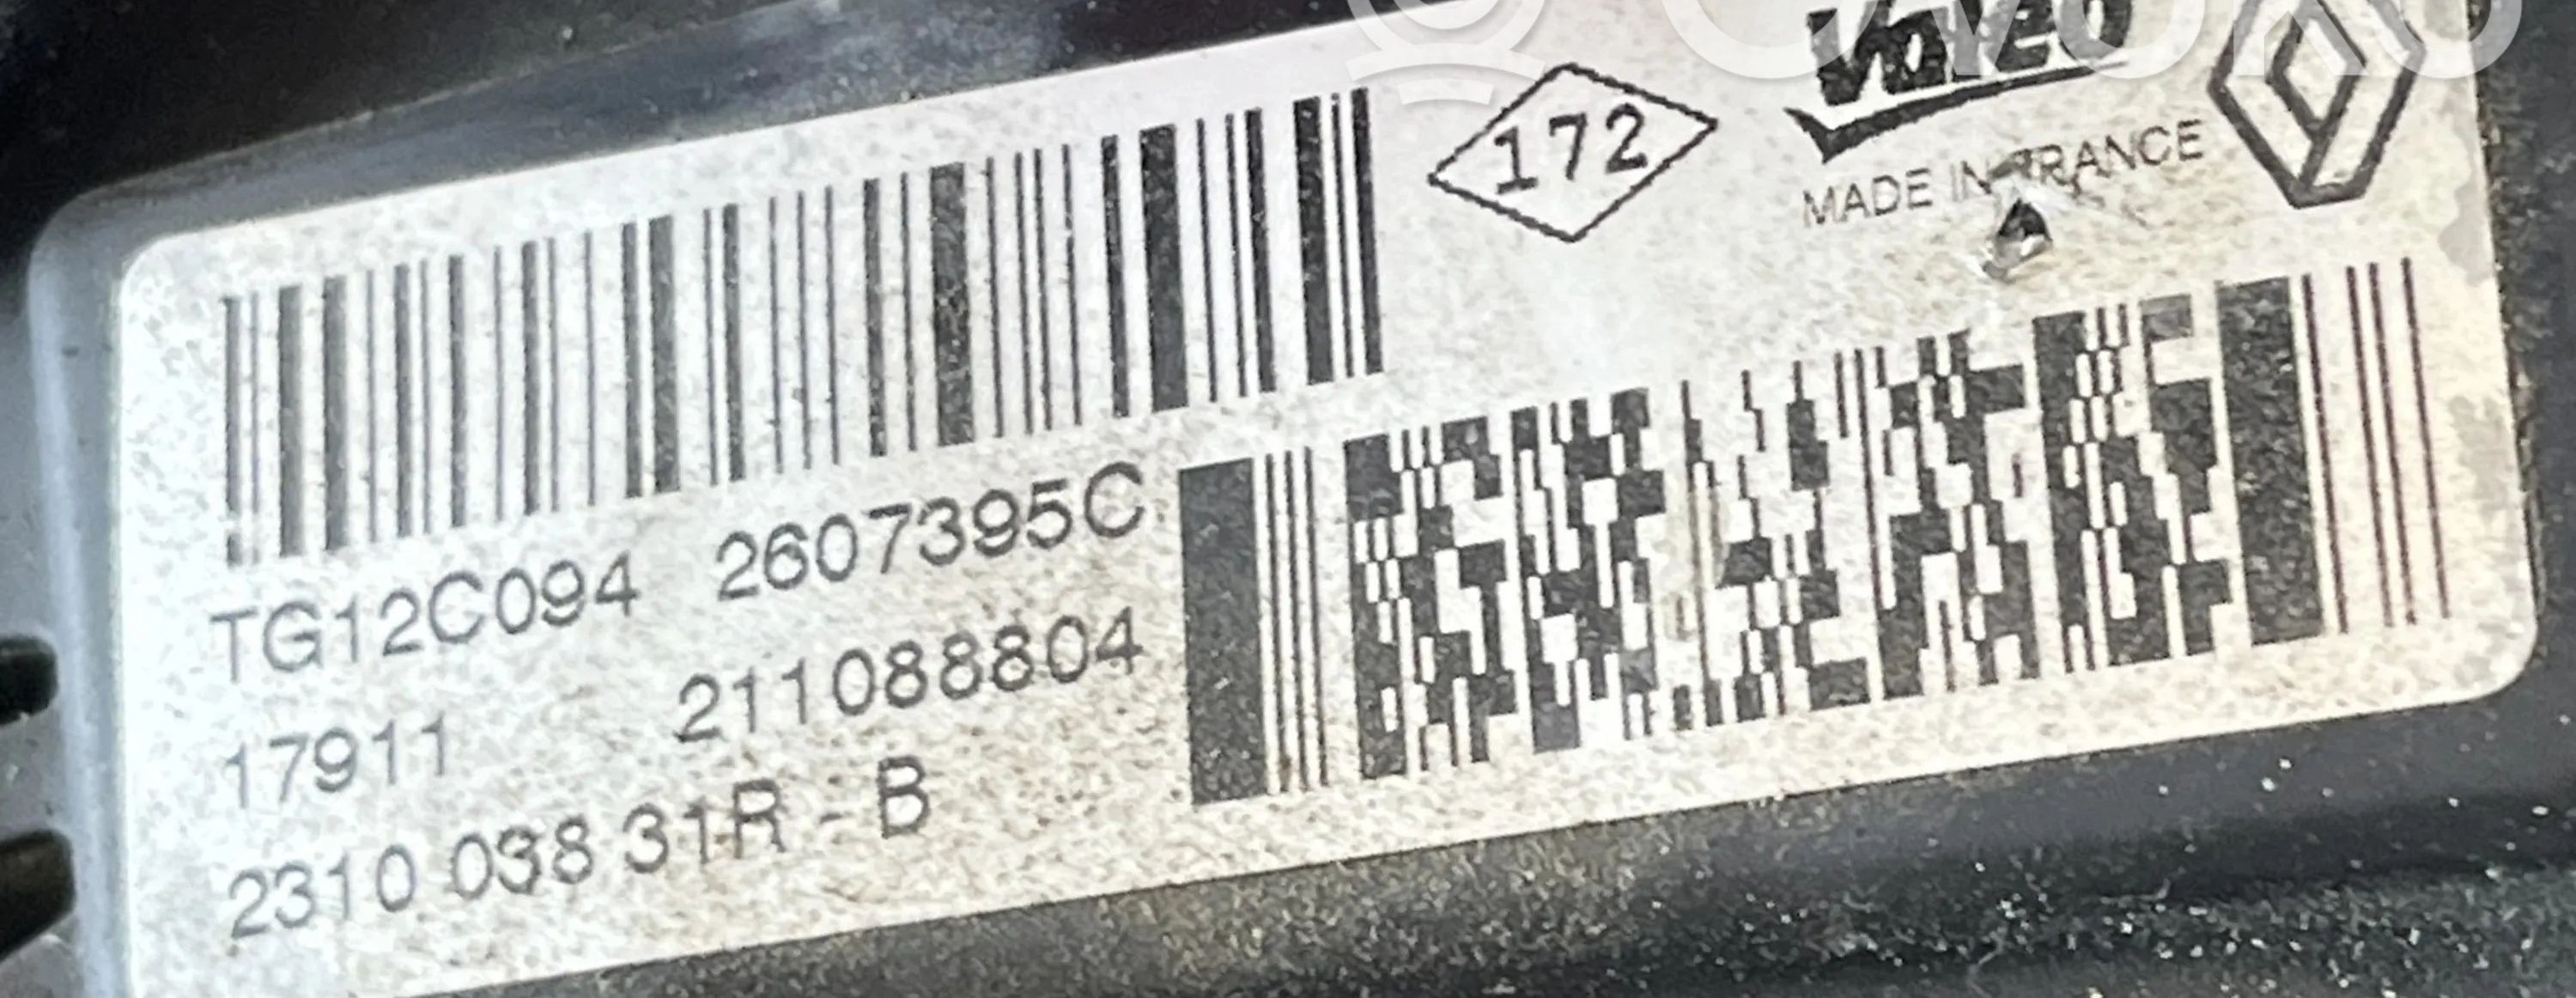 Valeo
172
MADE IN FRANCE
TG12C094 2607395C
17911 211088804
2310 038 31R - B